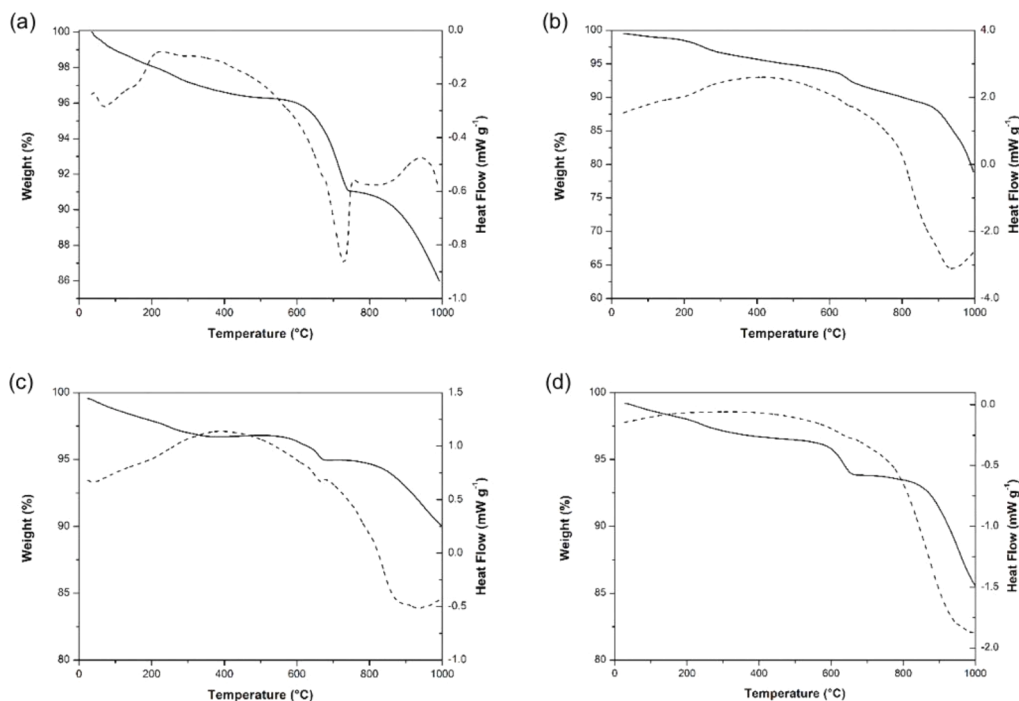 (a)
100
98
96
94
92
90
88
86
Weight (%)
0 200 400 600 800 1000
Temperature (°C)
0.0
-0.2
-0.4
-0.6
-0.8
-1.0
Heat Flow (mW g⁻¹)
(b)
100
95
90
85
80
75
70
65
60
Weight (%)
0 200 400 600 800 1000
Temperature (°C)
4.0
2.0
0.0
-2.0
-4.0
Heat Flow (mW g⁻¹)
(c)
100
95
90
85
80
Weight (%)
0 200 400 600 800 1000
Temperature (°C)
1.5
1.0
0.5
0.0
-0.5
-1.0
Heat Flow (mW g⁻¹)
(d)
100
95
90
85
80
Weight (%)
0 200 400 600 800 1000
Temperature (°C)
0.0
-0.5
-1.0
-1.5
-2.0
Heat Flow (mW g⁻¹)